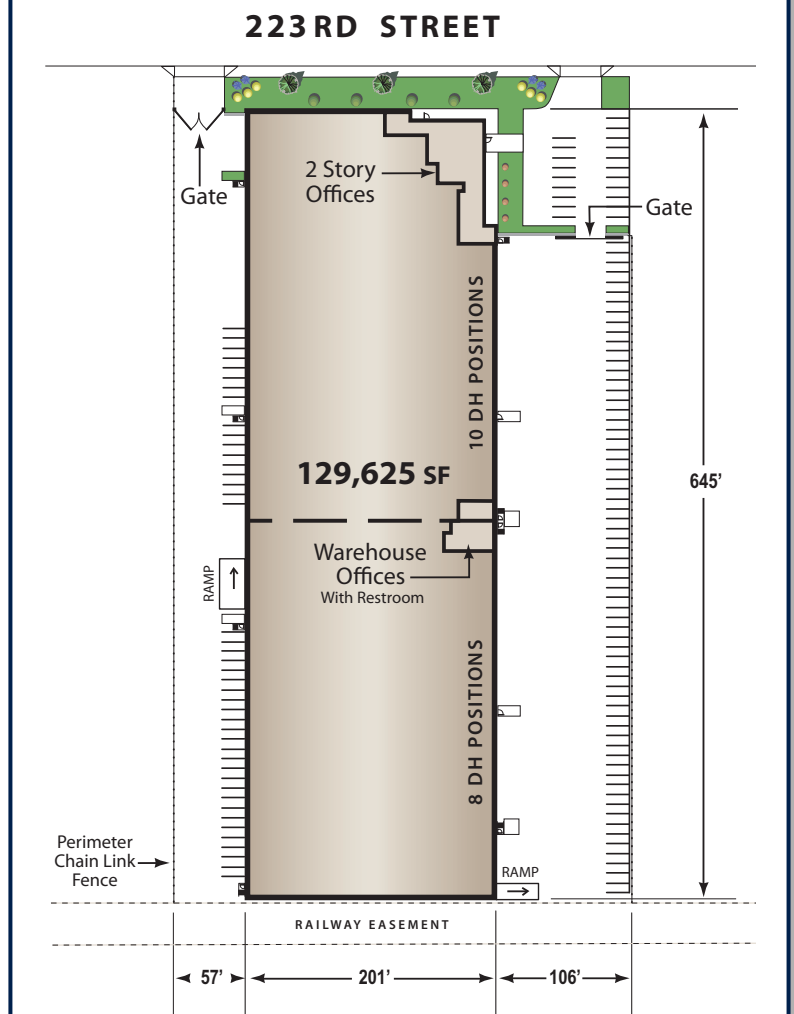 223RD STREET
Gate
2 Story
Offices
Gate
10 DH POSITIONS
129,625 SF
645’
Warehouse
Offices
With Restroom
RAMP
8 DH POSITIONS
Perimeter
Chain Link
Fence
RAMP
RAILWAY EASEMENT
57’
201’
106’